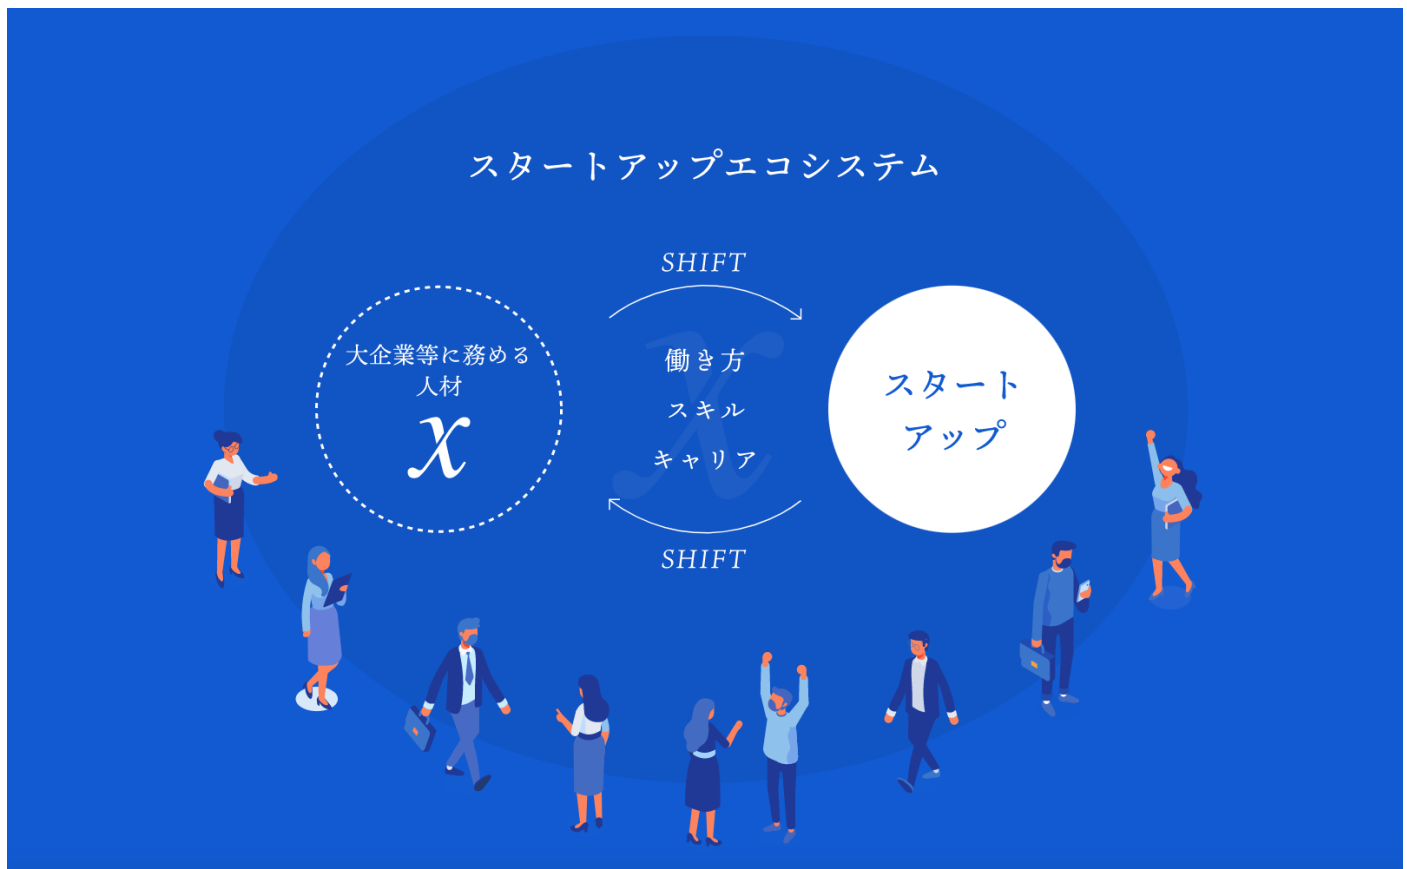 スタートアップエコシステム
SHIFT
大企業等に務める
人材
x
働き方
スキル
キャリア
x
スタート
アップ
SHIFT